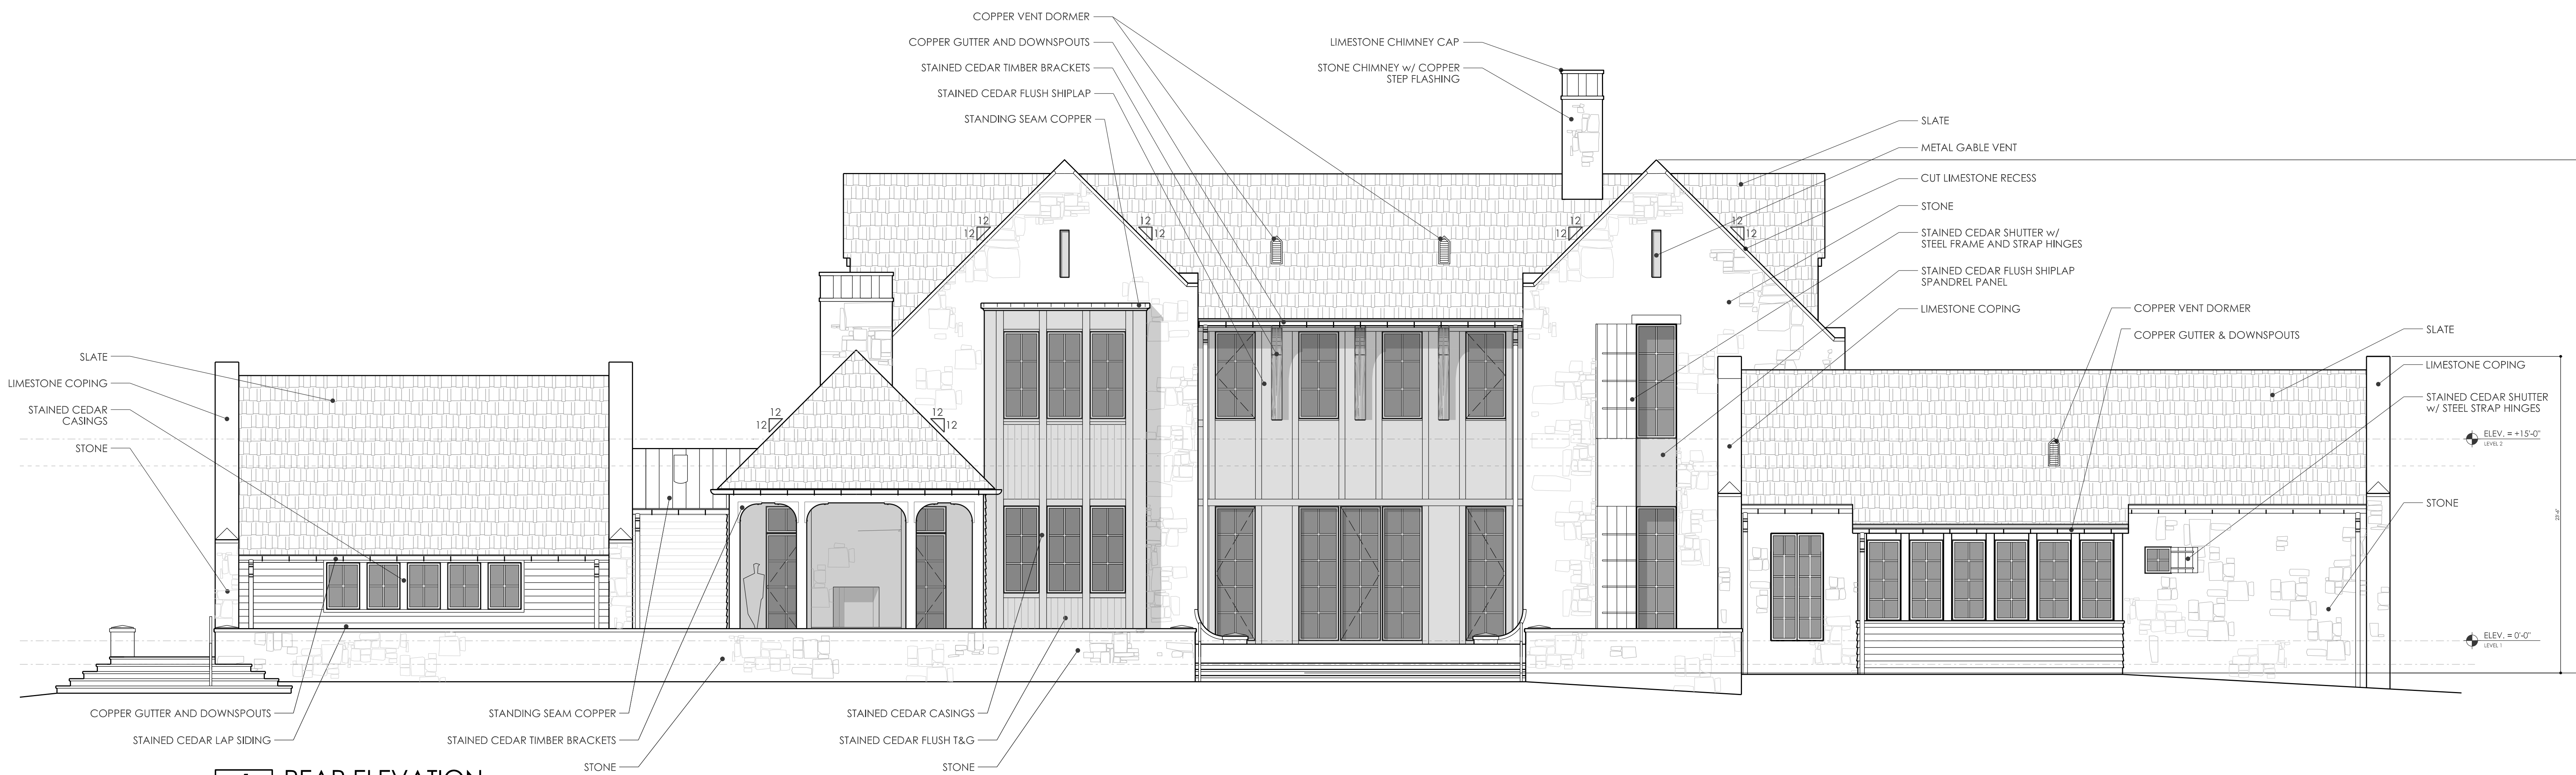 COPPER VENT DORMER
COPPER GUTTER AND DOWNSPOUTS
STAINED CEDAR TIMBER BRACKETS
STAINED CEDAR FLUSH SHIPLAP
STANDING SEAM COPPER
LIMESTONE CHIMNEY CAP
STONE CHIMNEY w/ COPPER
STEP FLASHING
SLATE
METAL GABLE VENT
CUT LIMESTONE RECESS
STONE
STAINED CEDAR SHUTTER w/
STEEL FRAME AND STRAP HINGES
STAINED CEDAR FLUSH SHIPLAP
SPANDREL PANEL
LIMESTONE COPING
COPPER VENT DORMER
COPPER GUTTER & DOWNSPOUTS
SLATE
LIMESTONE COPING
STAINED CEDAR SHUTTER
w/ STEEL STRAP HINGES
ELEV. = +15'-0"
LEVEL 2
STONE
23'-6"
ELEV. = 0'-0"
LEVEL 1
12
12
12
12
12
12
12
12
12
12
12
12
SLATE
LIMESTONE COPING
STAINED CEDAR
CASINGS
STONE
COPPER GUTTER AND DOWNSPOUTS
STAINED CEDAR LAP SIDING
STANDING SEAM COPPER
STAINED CEDAR TIMBER BRACKETS
STONE
STAINED CEDAR CASINGS
STAINED CEDAR FLUSH T&G
STONE
REAR ELEVATION